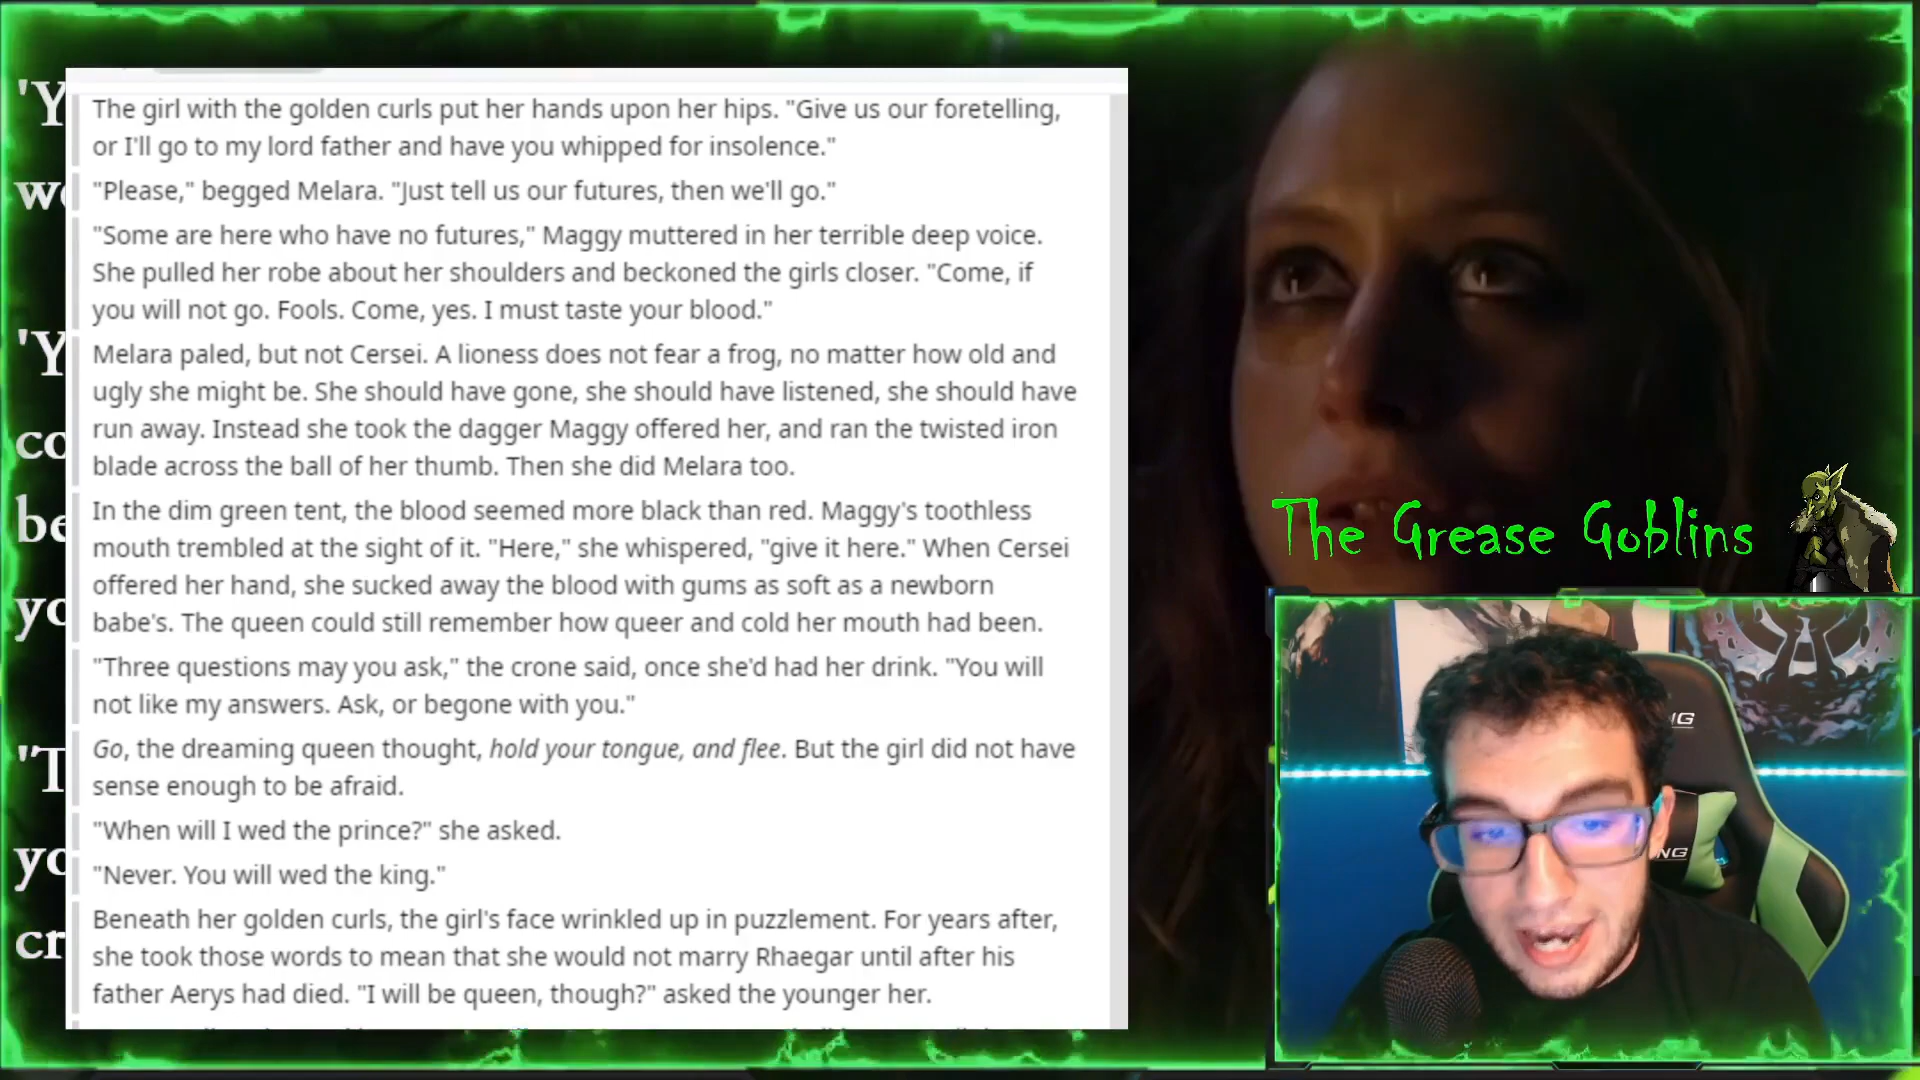 The girl with the golden curls put her hands upon her hips. "Give us our foretelling,
or I'll go to my lord father and have you whipped for insolence."
"Please," begged Melara. "Just tell us our futures, then we'll go."
"Some are here who have no futures," Maggy muttered in her terrible deep voice.
She pulled her robe about her shoulders and beckoned the girls closer. "Come, if
you will not go. Fools. Come, yes. I must taste your blood."
Melara paled, but not Cersei. A lioness does not fear a frog, no matter how old and
ugly she might be. She should have gone, she should have listened, she should have
run away. Instead she took the dagger Maggy offered her, and ran the twisted iron
blade across the ball of her thumb. Then she did Melara too.
In the dim green tent, the blood seemed more black than red. Maggy's toothless
mouth trembled at the sight of it. "Here," she whispered, "give it here." When Cersei
offered her hand, she sucked away the blood with gums as soft as a newborn
babe's. The queen could still remember how queer and cold her mouth had been.
"Three questions may you ask," the crone said, once she'd had her drink. "You will
not like my answers. Ask, or begone with you."
Go, the dreaming queen thought, hold your tongue, and flee. But the girl did not have
sense enough to be afraid.
"When will I wed the prince?" she asked.
"Never. You will wed the king."
Beneath her golden curls, the girl's face wrinkled up in puzzlement. For years after,
she took those words to mean that she would not marry Rhaegar until after his
father Aerys had died. "I will be queen, though?" asked the younger her.
'Y
we
'Y
co
be
yo
'T
yo
cr
The Grease Goblins
NG
NG